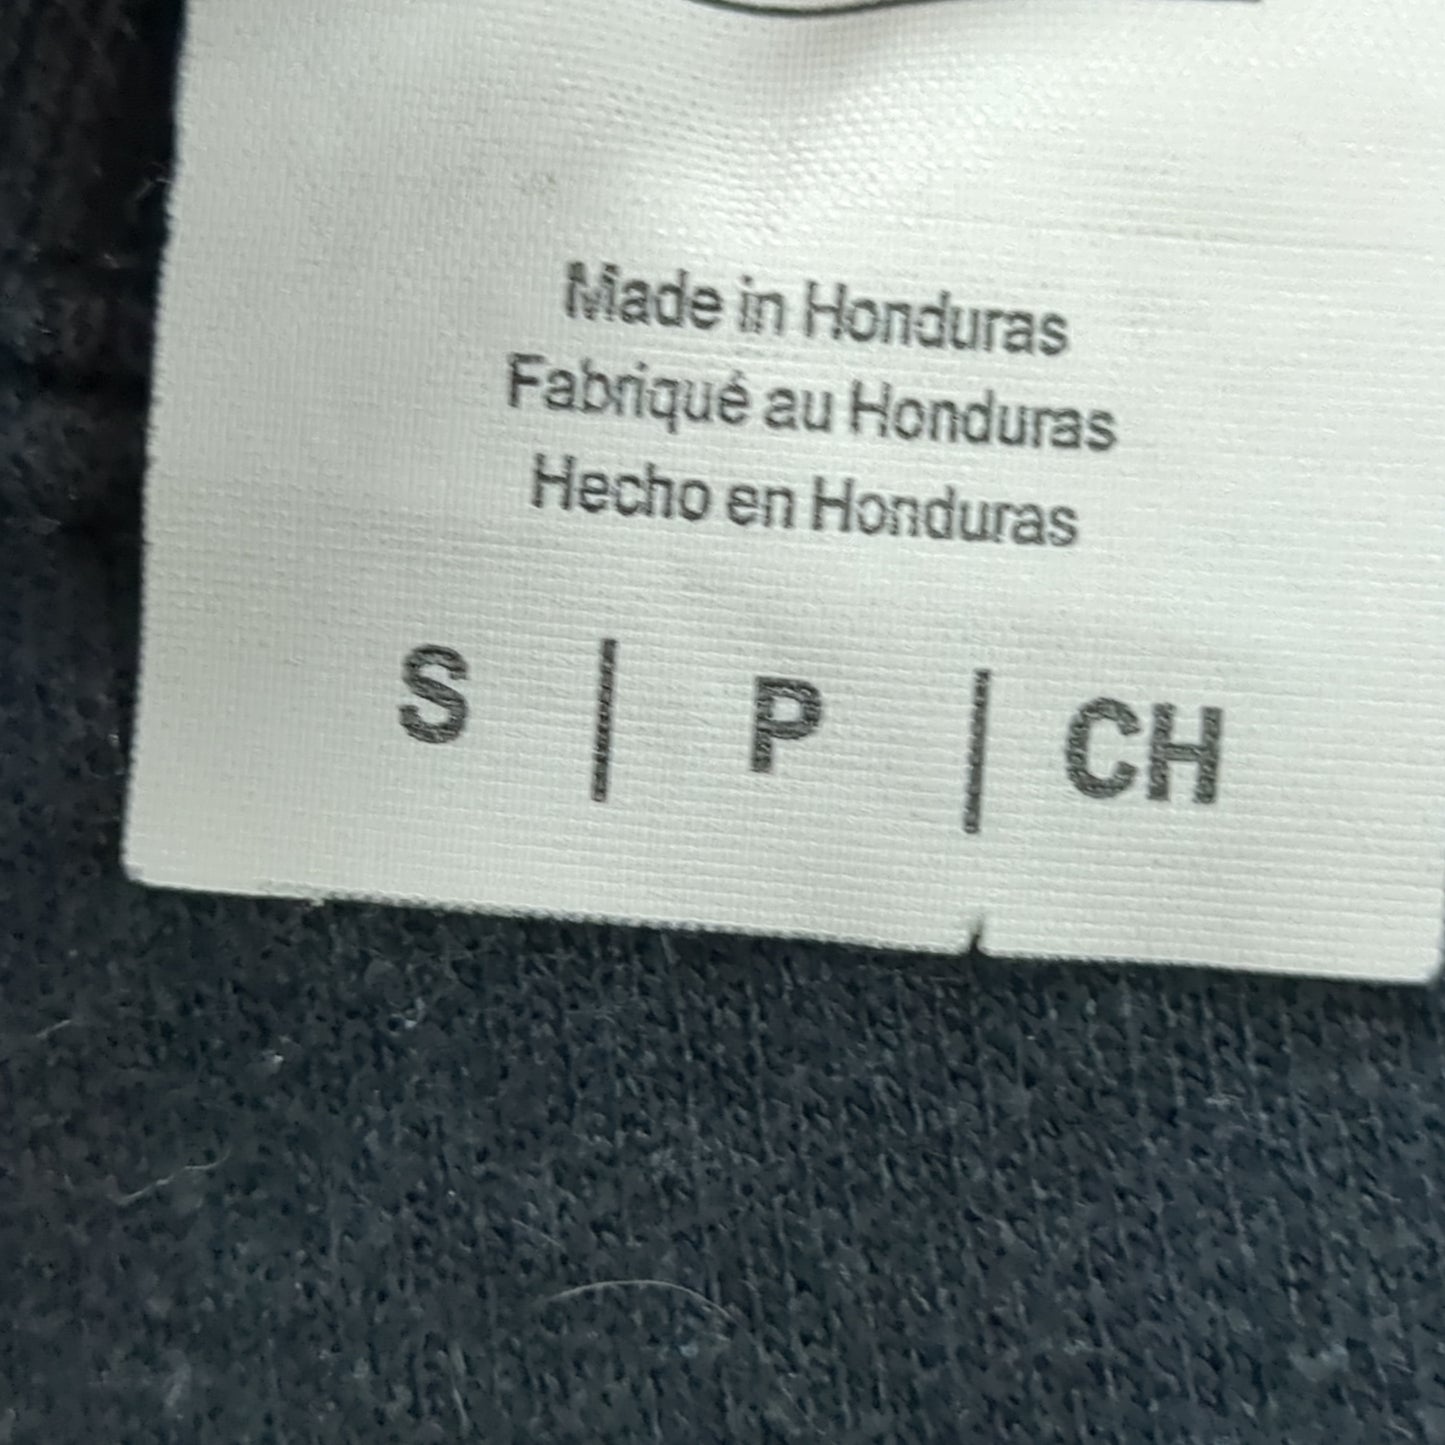 Made in Honduras
Fabriqué au Honduras
Hecho en Honduras
S | P | CH